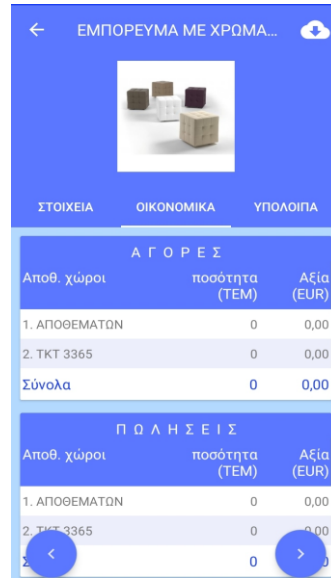 ΕΜΠΟΡΕΥΜΑ ΜΕ ΧΡΩΜΑ...
ΣΤΟΙΧΕΙΑ ΟΙΚΟΝΟΜΙΚΑ ΥΠΟΛΟΙΠΑ
ΑΓΟΡΕΣ
Αποθ. χώροι ποσότητα (ΤΕΜ) Αξία (EUR)
1. ΑΠΟΘΕΜΑΤΩΝ 0 0,00
2. ΤΚΤ 3365 0 0,00
Σύνολα 0 0,00
ΠΩΛΗΣΕΙΣ
Αποθ. χώροι ποσότητα (ΤΕΜ) Αξία (EUR)
1. ΑΠΟΘΕΜΑΤΩΝ 0 0,00
2. ΤΚΤ 3365 0 0,00
0